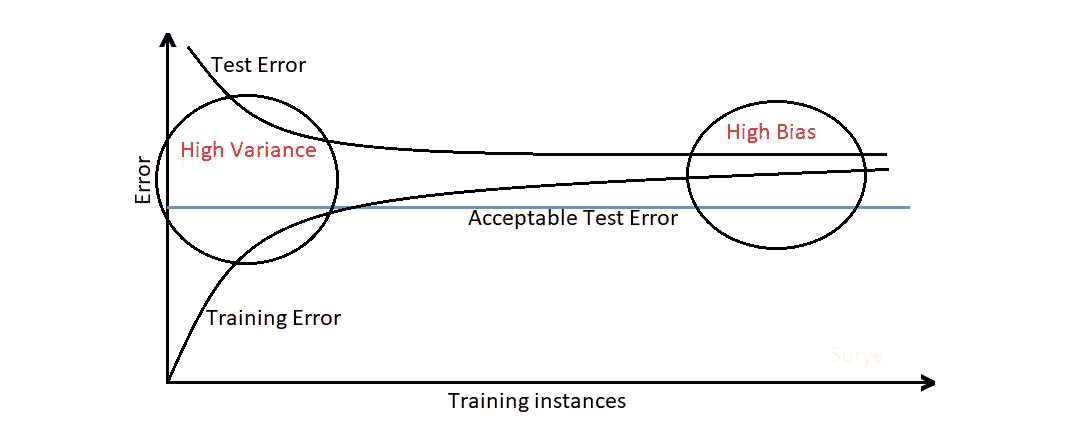 Test Error
High Variance
High Bias
Error
Acceptable Test Error
Training Error
Surya
Training instances